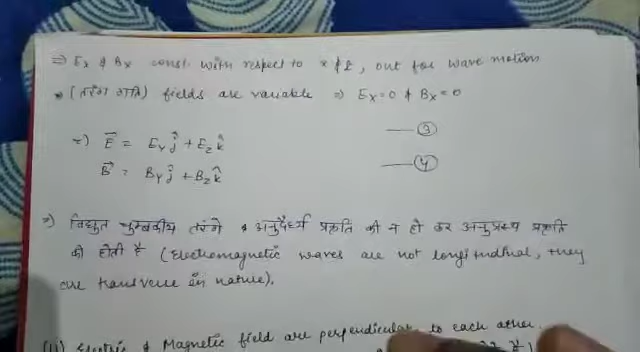 ⇒ Ex & Bx const. with respect to x & t, but for wave motion
* (तरंग गति) fields are variable ⇒ Ex=0 & Bx=0
⇒) E⃗ = Ey ĵ + Ez k̂ —— ③
B⃗ = By ĵ + Bz k̂ —— ④
⇒) विद्युत चुम्बकीय तरंगे अनुदैर्ध्य प्रकृति की न हो कर अनुप्रस्थ प्रकृति
की होती है (Electromagnetic waves are not longitudinal, they
are transverse in nature).
(ii) Electric & Magnetic field are perpendicular to each other.